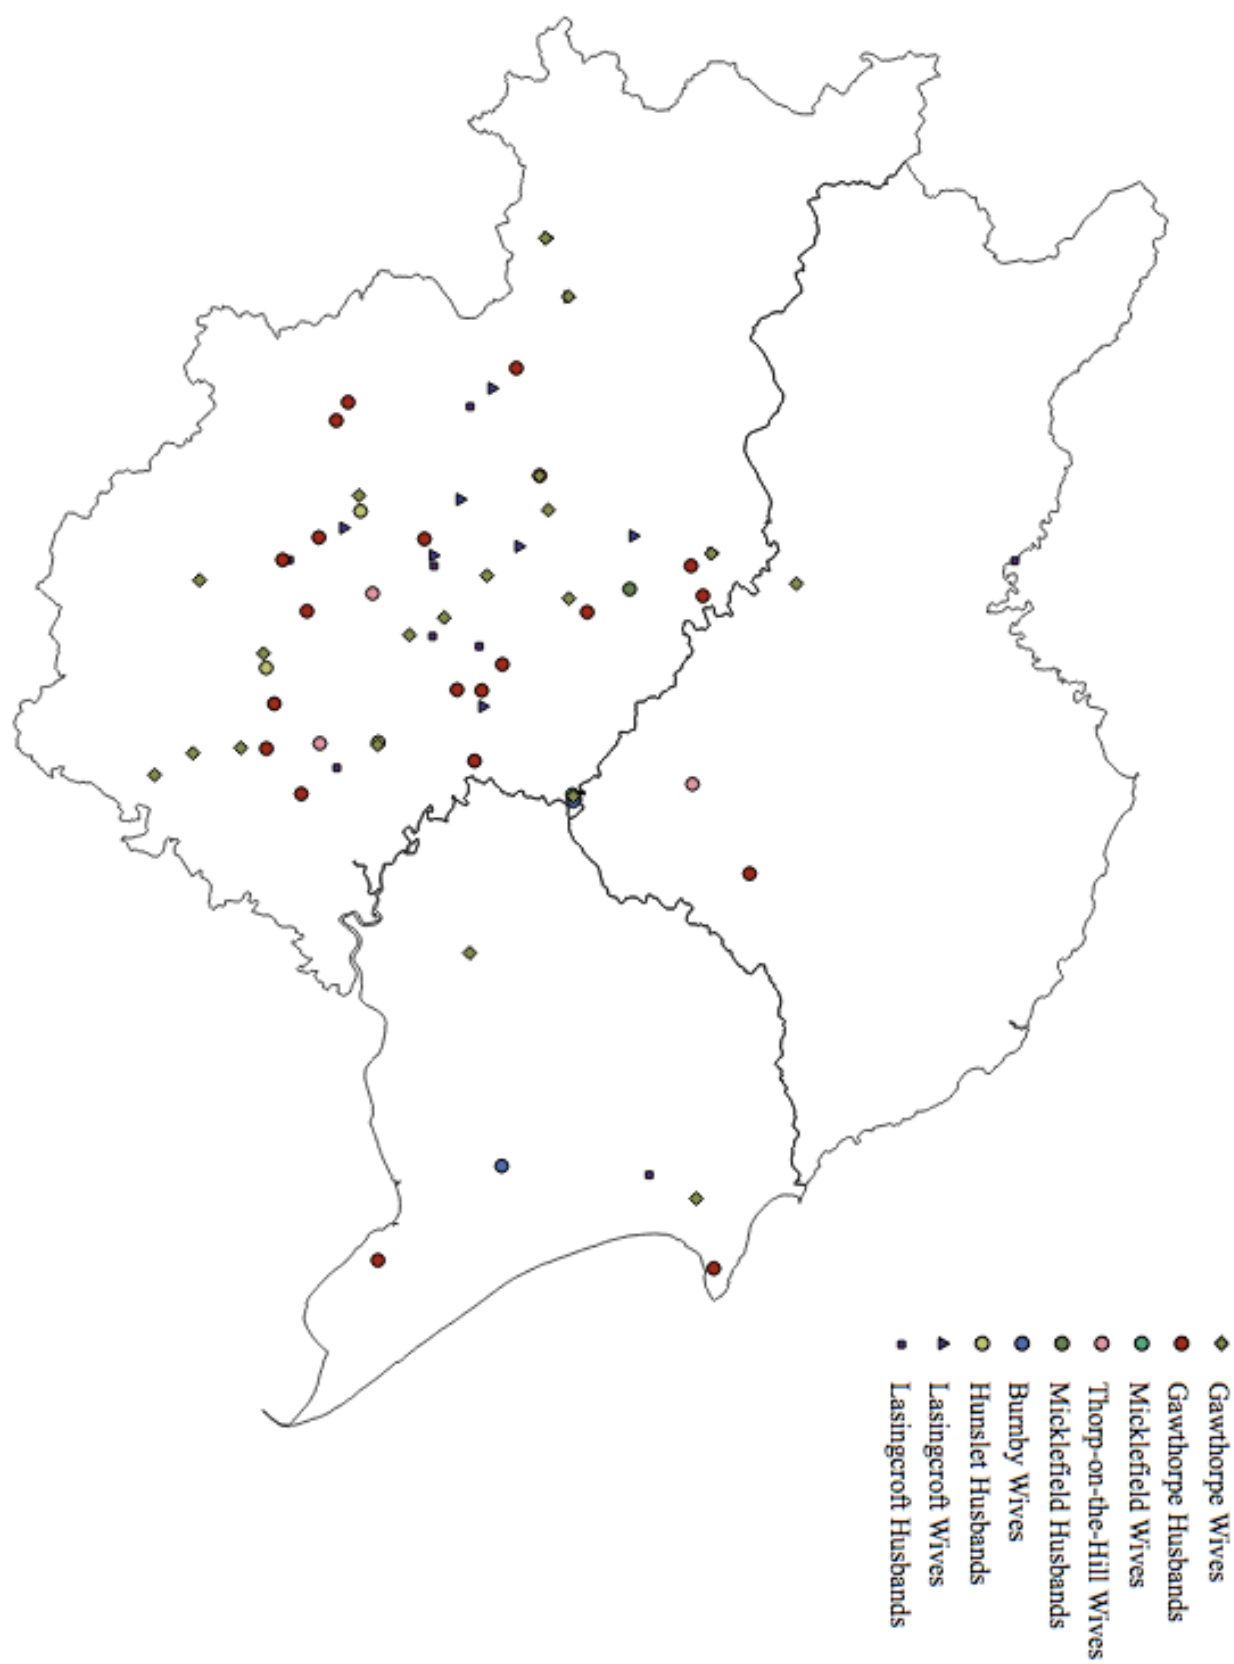 Gawthorpe Wives
Gawthorpe Husbands
Micklefield Wives
Thorp-on-the-Hill Wives
Micklefield Husbands
Burnby Wives
Hunslet Husbands
Lasingcroft Wives
Lasingcroft Husbands